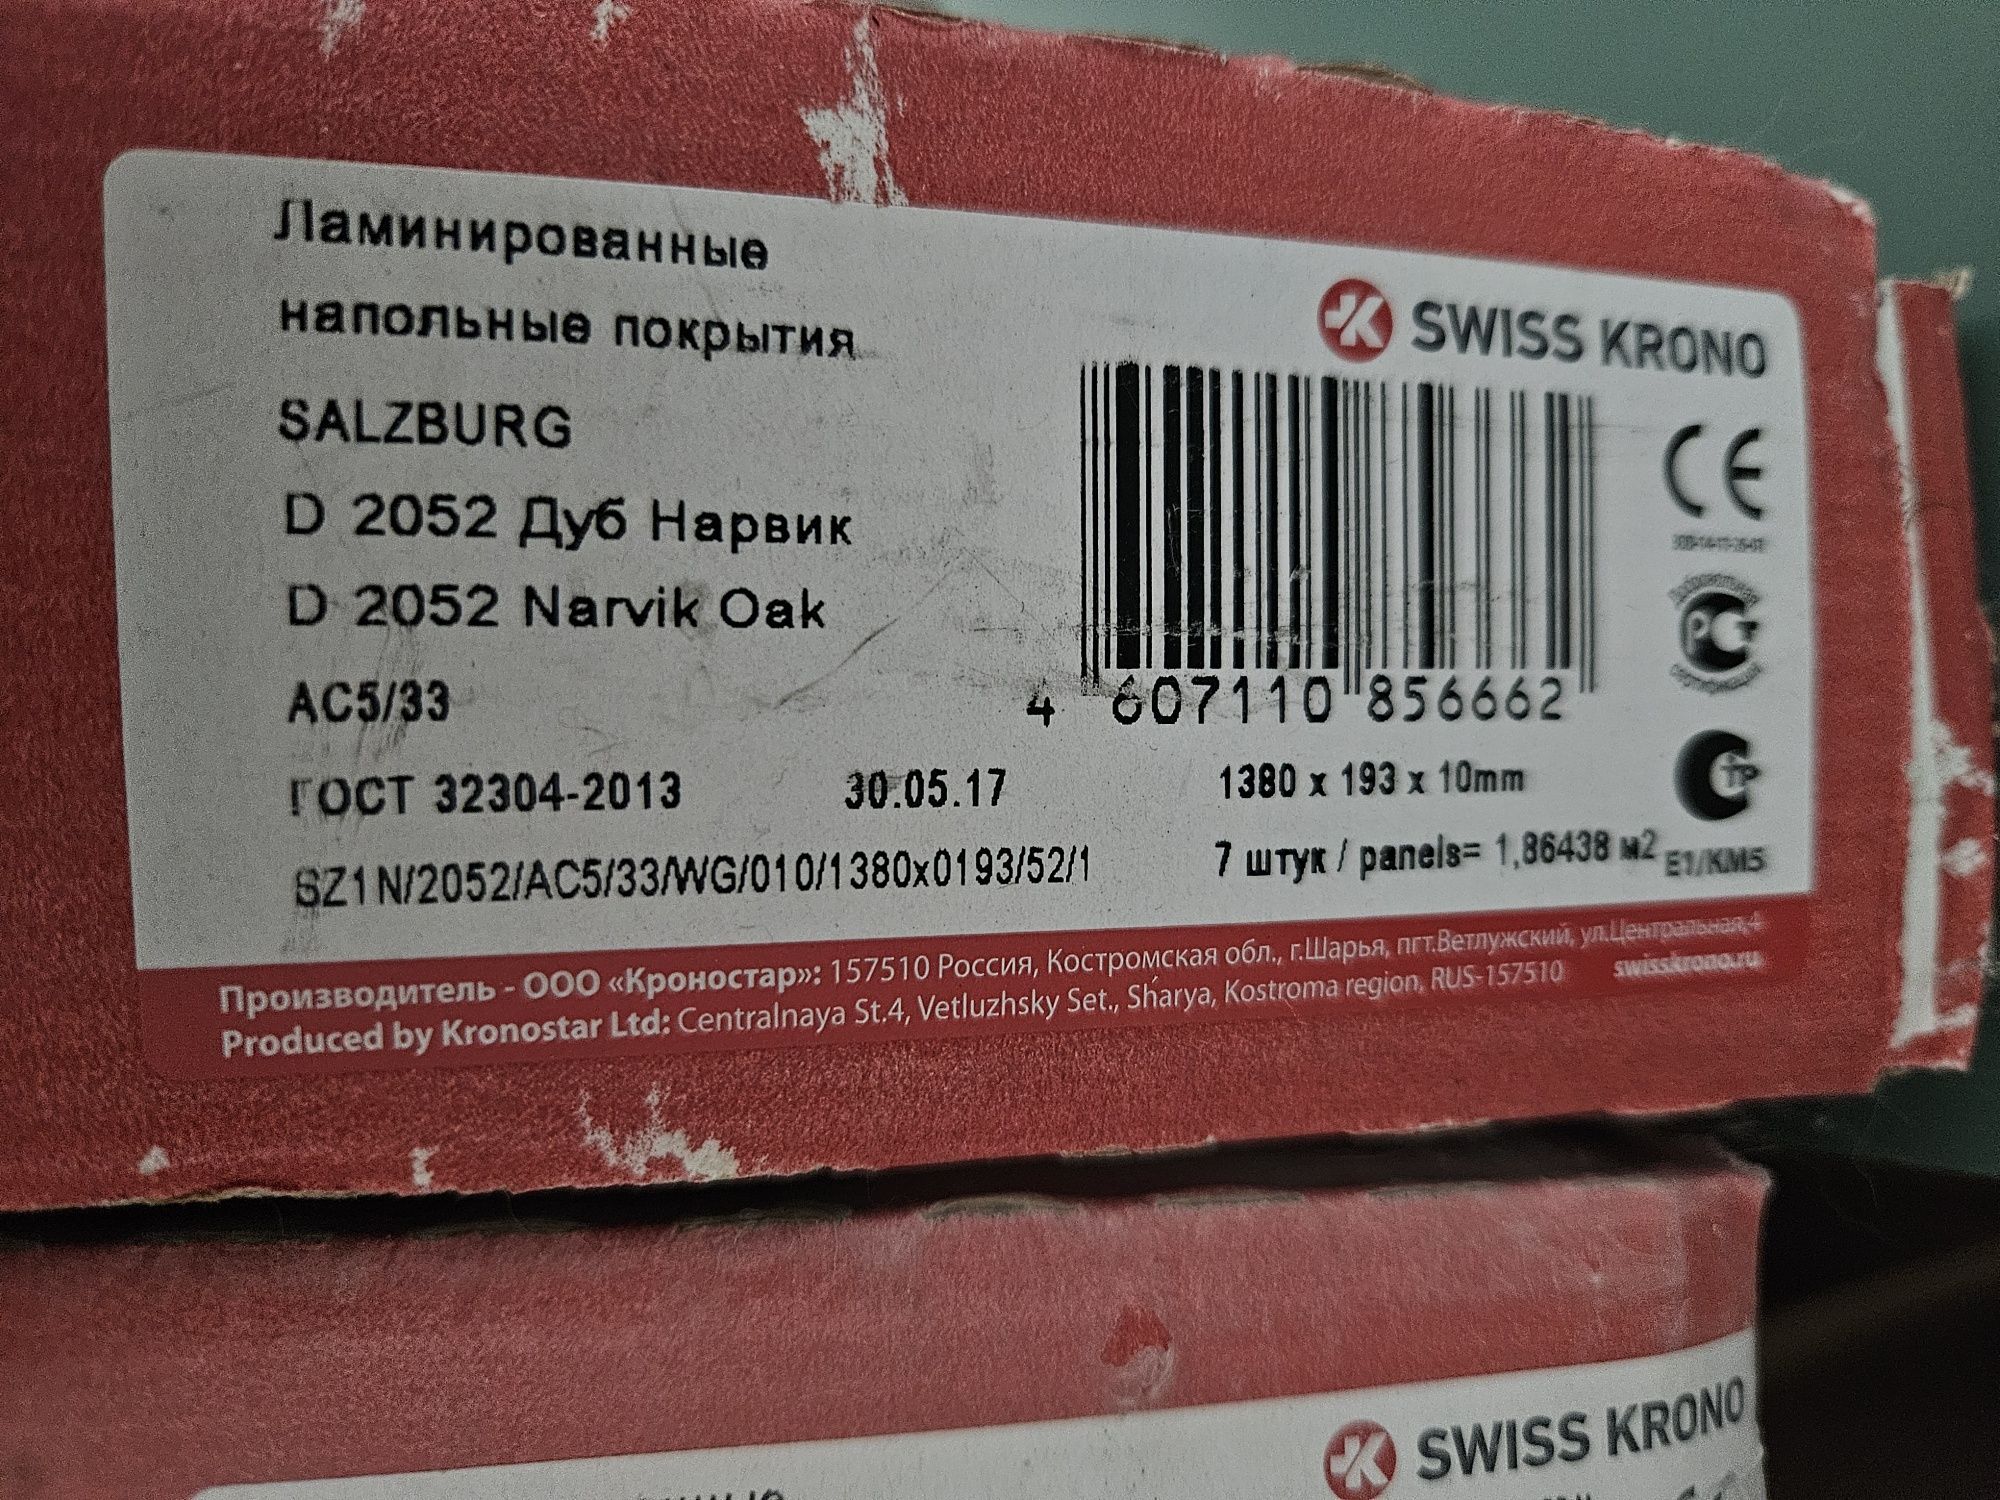 Ламинированные
напольные покрытия
SALZBURG
D 2052 Дуб Нарвик
D 2052 Narvik Oak
AC5/33
ГОСТ 32304-2013
30.05.17
SZ1N/2052/AC5/33/WG/010/1380x0193/52/1
SWISS KRONO
CE
4 607110 856662
1380 x 193 x 10mm
7 штук / panels= 1,86438 м2
E1/KM5
Производитель - ООО «Кроностар»: 157510 Россия, Костромская обл., г.Шарья, пгт.Ветлужский, ул.Центральная,4
Produced by Kronostar Ltd: Centralnaya St.4, Vetluzhsky Set., Sharya, Kostroma region, RUS-157510
swisskrono.ru
SWISS KRONO